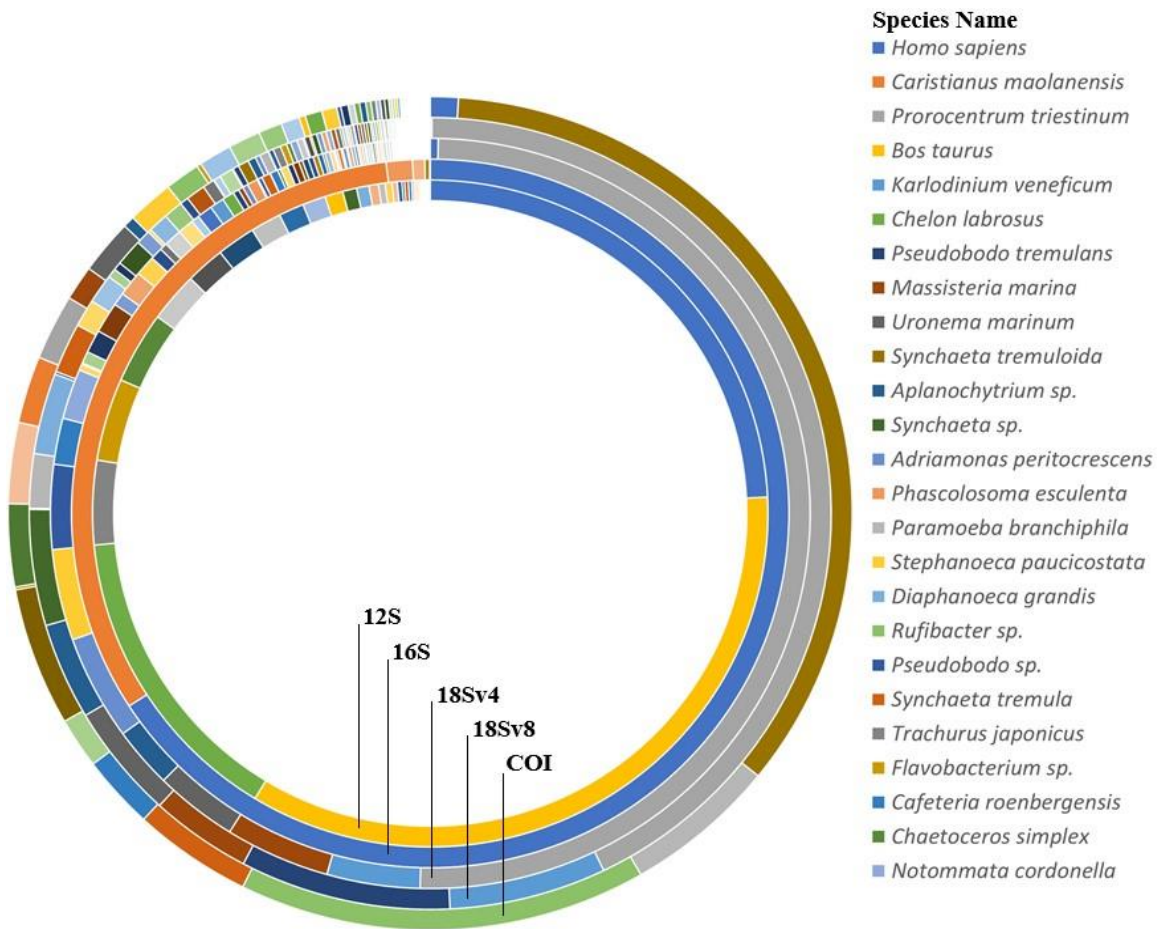 Species Name
Homo sapiens
Caristianus maolanensis
Prorocentrum triestinum
Bos taurus
Karlodinium veneficum
Chelon labrosus
Pseudobodo tremulans
Massisteria marina
Uronema marinum
Synchaeta tremuloida
Aplanochytrium sp.
Synchaeta sp.
Adriamonas peritocrescens
Phascolosoma esculenta
Paramoeba branchiphila
Stephanoeca paucicostata
Diaphanoeca grandis
Rufibacter sp.
Pseudobodo sp.
Synchaeta tremula
Trachurus japonicus
Flavobacterium sp.
Cafeteria roenbergensis
Chaetoceros simplex
Notommata cordonella
12S
16S
18Sv4
18Sv8
COI